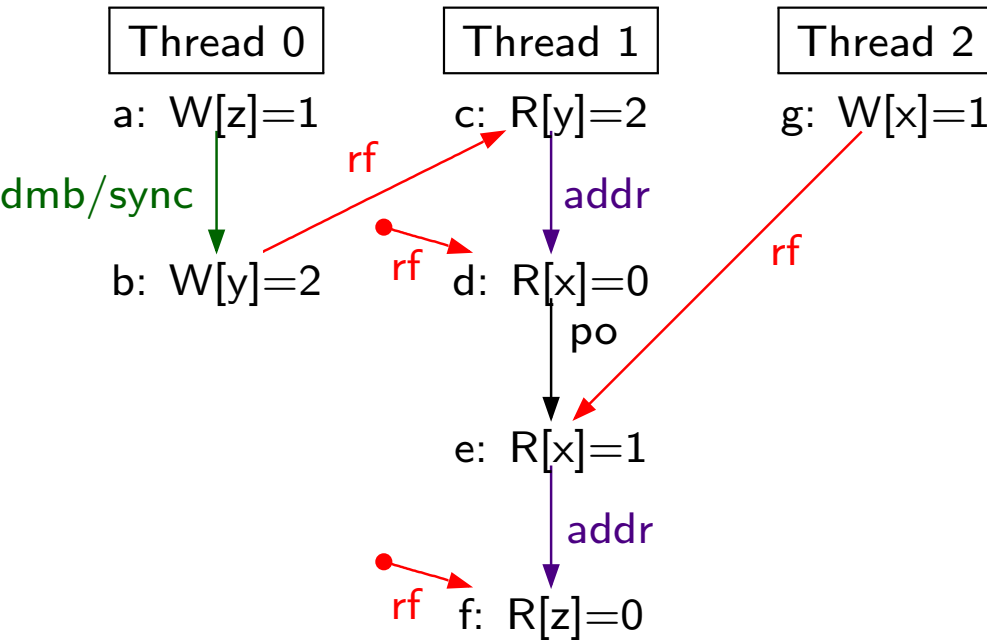 Thread 0
Thread 1
Thread 2
a: W[z]=1
c: R[y]=2
g: W[x]=1
rf
dmb/sync
addr
rf
rf
b: W[y]=2
d: R[x]=0
po
e: R[x]=1
addr
rf
f: R[z]=0